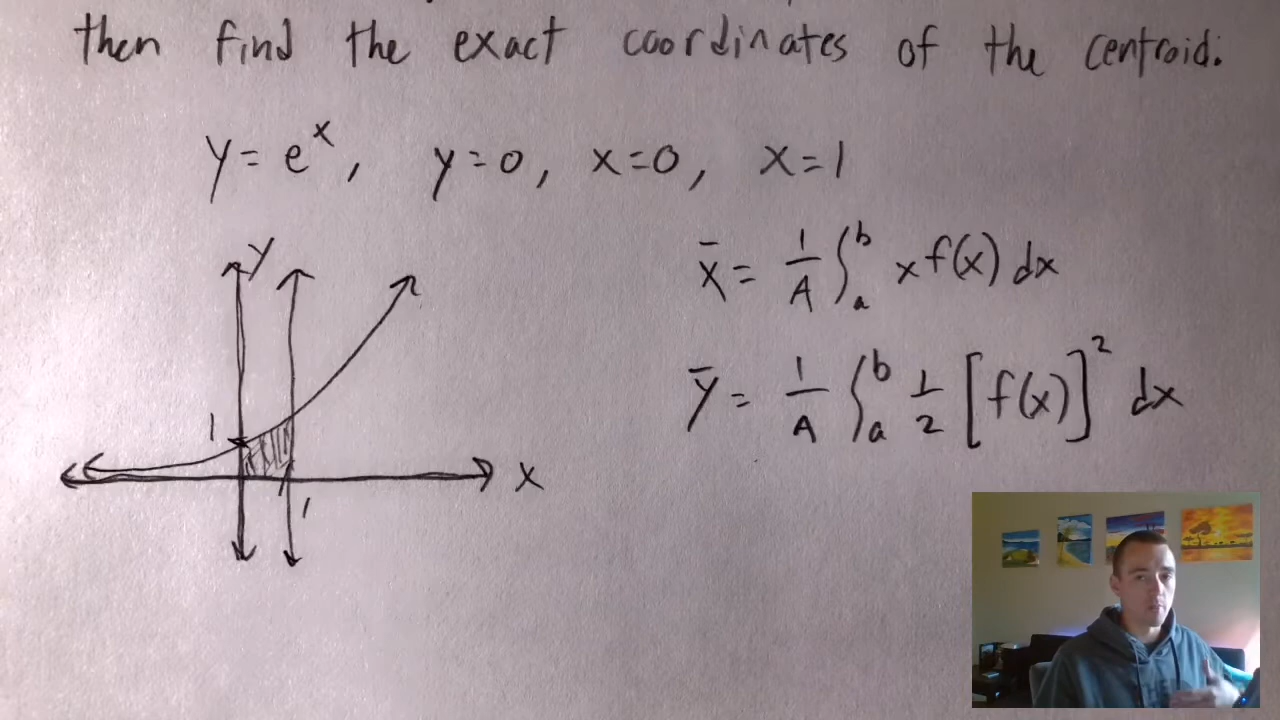 then find the exact coordinates of the centroid.
y = e^x, y = 0, x = 0, x = 1
y
x̄ = 1/A ∫_a^b x f(x) dx
ȳ = 1/A ∫_a^b 1/2 [f(x)]^2 dx
1
x
1